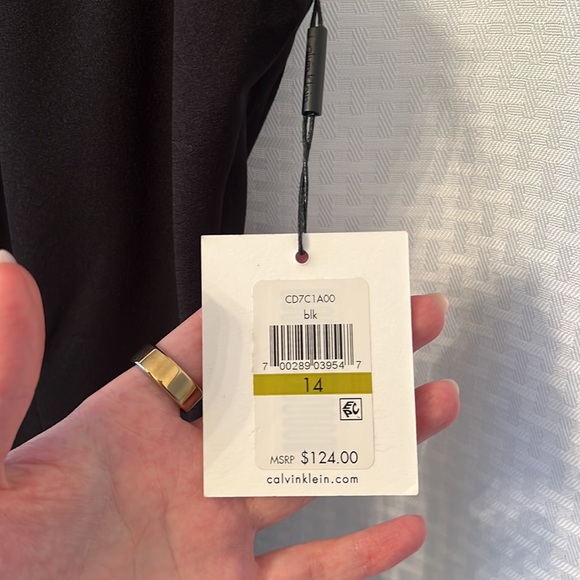 CD7C1A00
blk
7 00289 03954 7
14
MSRP $124.00
calvinklein.com